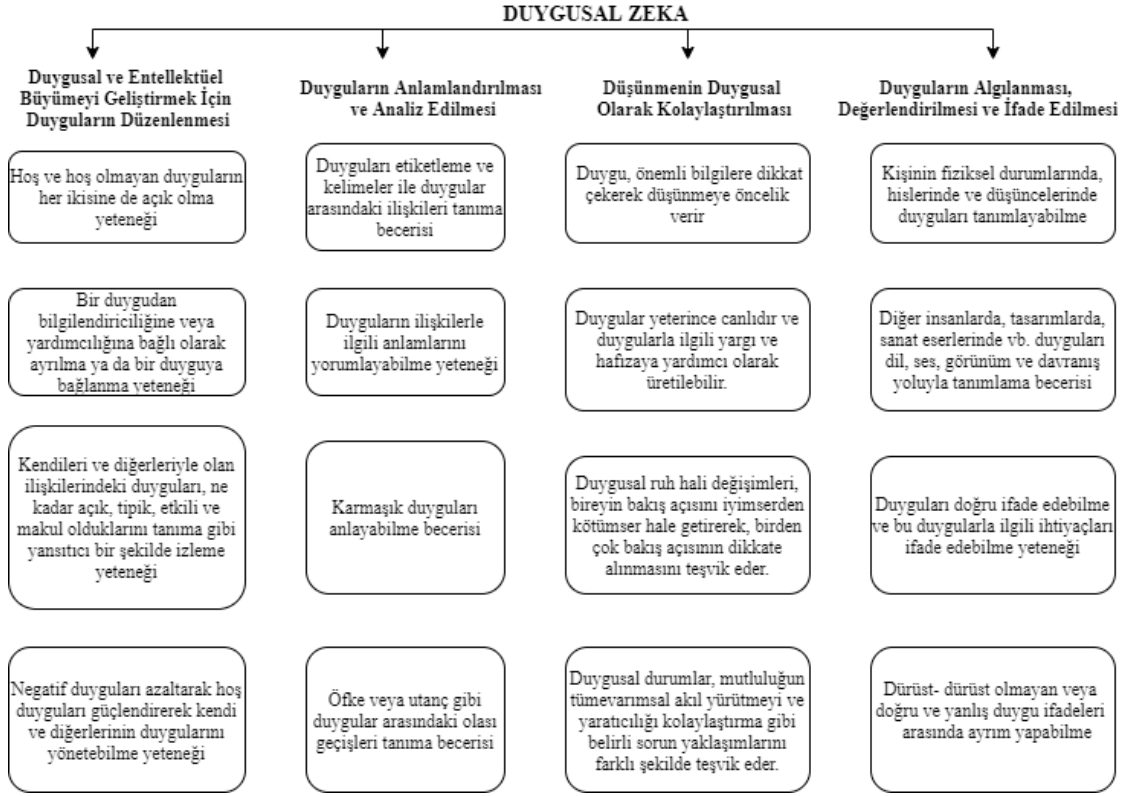 DUYGUSAL ZEKA
Duygusal ve Entellektüel
Büyümeyi Geliştirmek İçin
Duyguların Düzenlenmesi
Hoş ve hoş olmayan duyguların
her ikisine de açık olma
yeteneği
Bir duygudan
bilgilendiriciliğine veya
yardımcılığına bağlı olarak
ayrılma ya da bir duyguya
bağlanma yeteneği
Kendileri ve diğerleriyle olan
ilişkilerindeki duyguları, ne
kadar açık, tipik, etkili ve
makul olduklarını tanıma gibi
yansıtıcı bir şekilde izleme
yeteneği
Negatif duyguları azaltarak hoş
duyguları güçlendirerek kendi
ve diğerlerinin duygularını
yönetebilme yeteneği
Duyguların Anlamlandırılması
ve Analiz Edilmesi
Duyguları etiketleme ve
kelimeler ile duygular
arasındaki ilişkileri tanıma
becerisi
Duyguların ilişkilerle
ilgili anlamlarını
yorumlayabilme yeteneği
Karmaşık duyguları
anlayabilme becerisi
Öfke veya utanç gibi
duygular arasındaki olası
geçişleri tanıma becerisi
Düşünmenin Duygusal
Olarak Kolaylaştırılması
Duygu, önemli bilgilere dikkat
çekerek düşünmeye öncelik
verir
Duygular yeterince canlıdır ve
duygularla ilgili yargı ve
hafızaya yardımcı olarak
üretilebilir.
Duygusal ruh hali değişimleri,
bireyin bakış açısını iyimserden
kötümser hale getirerek, birden
çok bakış açısının dikkate
alınmasını teşvik eder.
Duygusal durumlar, mutluluğun
tümevarımsal akıl yürütmeyi ve
yaratıcılığı kolaylaştırma gibi
belirli sorun yaklaşımlarını
farklı şekilde teşvik eder.
Duyguların Algılanması,
Değerlendirilmesi ve İfade Edilmesi
Kişinin fiziksel durumlarında,
hislerinde ve düşüncelerinde
duyguları tanımlayabilme
Diğer insanlarda, tasarımlarda,
sanat eserlerinde vb. duyguları
dil, ses, görünüm ve davranış
yoluyla tanımlama becerisi
Duyguları doğru ifade edebilme
ve bu duygularla ilgili ihtiyaçları
ifade edebilme yeteneği
Dürüst- dürüst olmayan veya
doğru ve yanlış duygu ifadeleri
arasında ayrım yapabilme